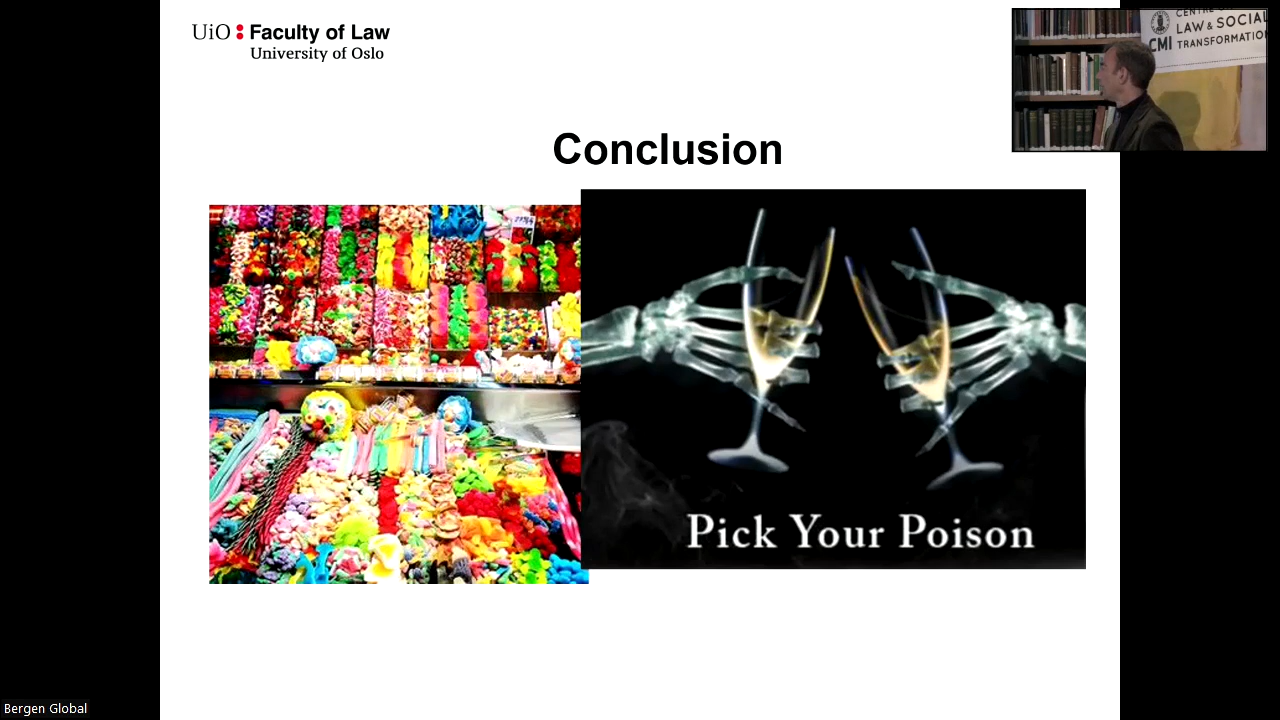 UiO : Faculty of Law
University of Oslo
LAW & SOCIAL
CMI TRANSFORMATION
Conclusion
Pick Your Poison
Bergen Global